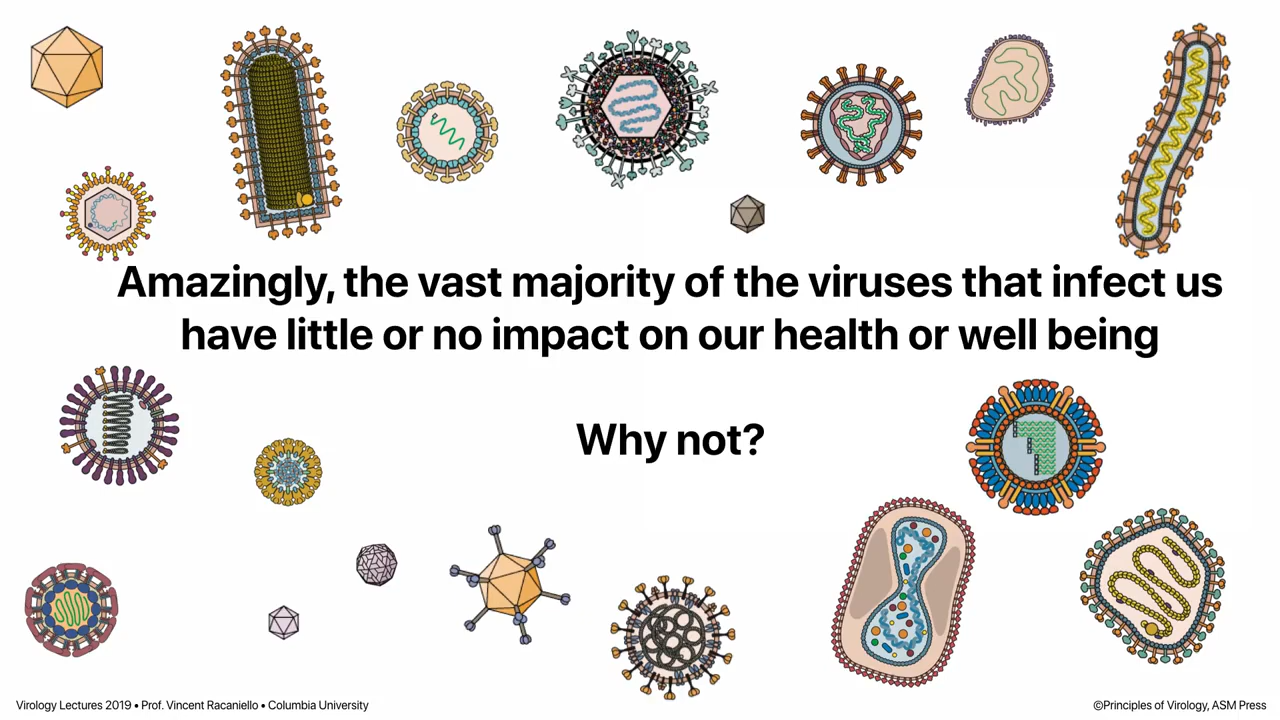 Amazingly, the vast majority of the viruses that infect us
have little or no impact on our health or well being
Why not?
Virology Lectures 2019 • Prof. Vincent Racaniello • Columbia University
©Principles of Virology, ASM Press